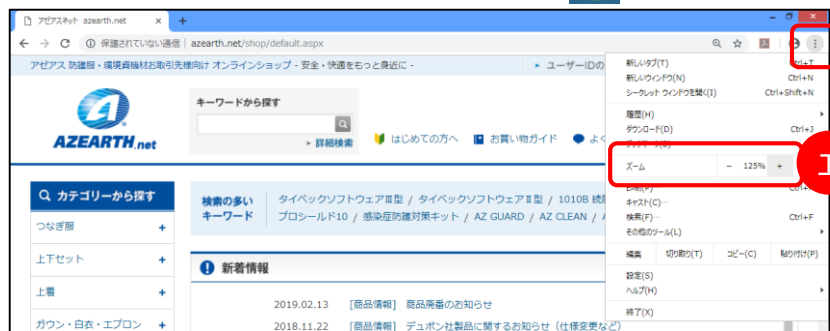 アゼアスネット azearth.net × +
保護されていない通信 | azearth.net/shop/default.aspx
アゼアス 防護服・環境資機材お取引先様向け オンラインショップ - 安全・快適をもっと身近に -
ユーザーIDの
AZEARTH.net
キーワードから探す
詳細検索
はじめての方へ
お買い物ガイド
よく
カテゴリーから探す
つなぎ服 +
上下セット +
上着 +
ガウン・白衣・エプロン +
検索の多いキーワード
タイベックソフトウェアⅢ型 / タイベックソフトウェアⅡ型 / 1010B
プロシールド10 / 感染症防護対策キット / AZ GUARD / AZ CLEAN /
新着情報
2019.02.13 [商品情報] 商品廃番のお知らせ
2018.11.22 [商品情報] デュポン社製品に関するお知らせ(仕様変更など)
新しいタブ(T) Ctrl+T
新しいウィンドウ(N) Ctrl+N
シークレット ウィンドウを開く(I) Ctrl+Shift+N
履歴(H)
ダウンロード(D) Ctrl+J
ズーム - 125% +
キャスト(C)…
検索(F)… Ctrl+F
その他のツール(L)
編集 切り取り(T) コピー(C) 貼り付け(P)
設定(S)
ヘルプ(H)
終了(X)